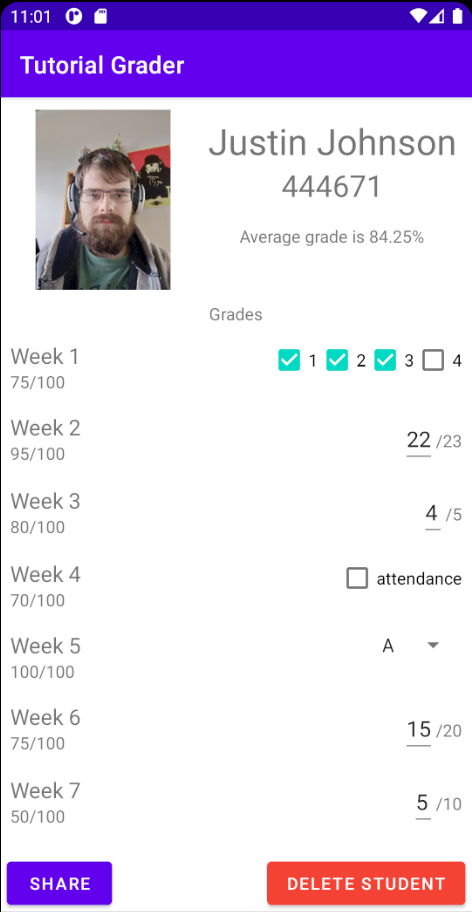 11:01
Tutorial Grader
Justin Johnson
444671
Average grade is 84.25%
Grades
Week 1
75/100
1 2 3 4
Week 2
95/100
22 /23
Week 3
80/100
4 /5
Week 4
70/100
attendance
Week 5
100/100
A
Week 6
75/100
15 /20
Week 7
50/100
5 /10
SHARE
DELETE STUDENT